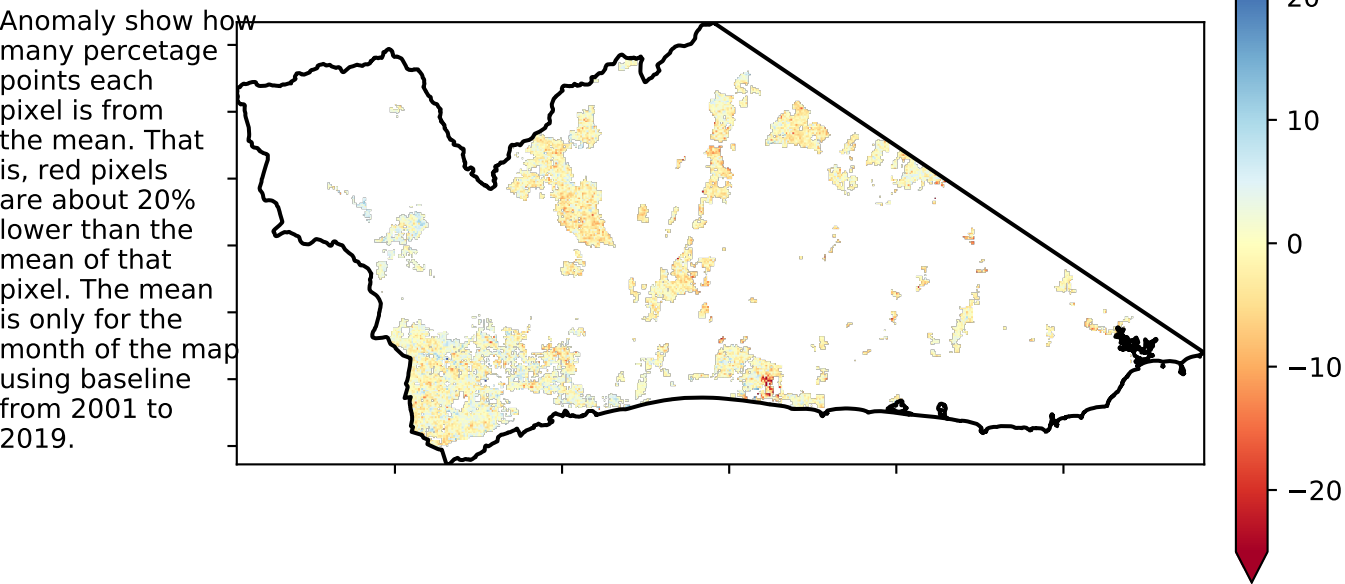 Anomaly show how
many percetage
points each
pixel is from
the mean. That
is, red pixels
are about 20%
lower than the
mean of that
pixel. The mean
is only for the
month of the map
using baseline
from 2001 to
2019.
20
10
0
−10
−20